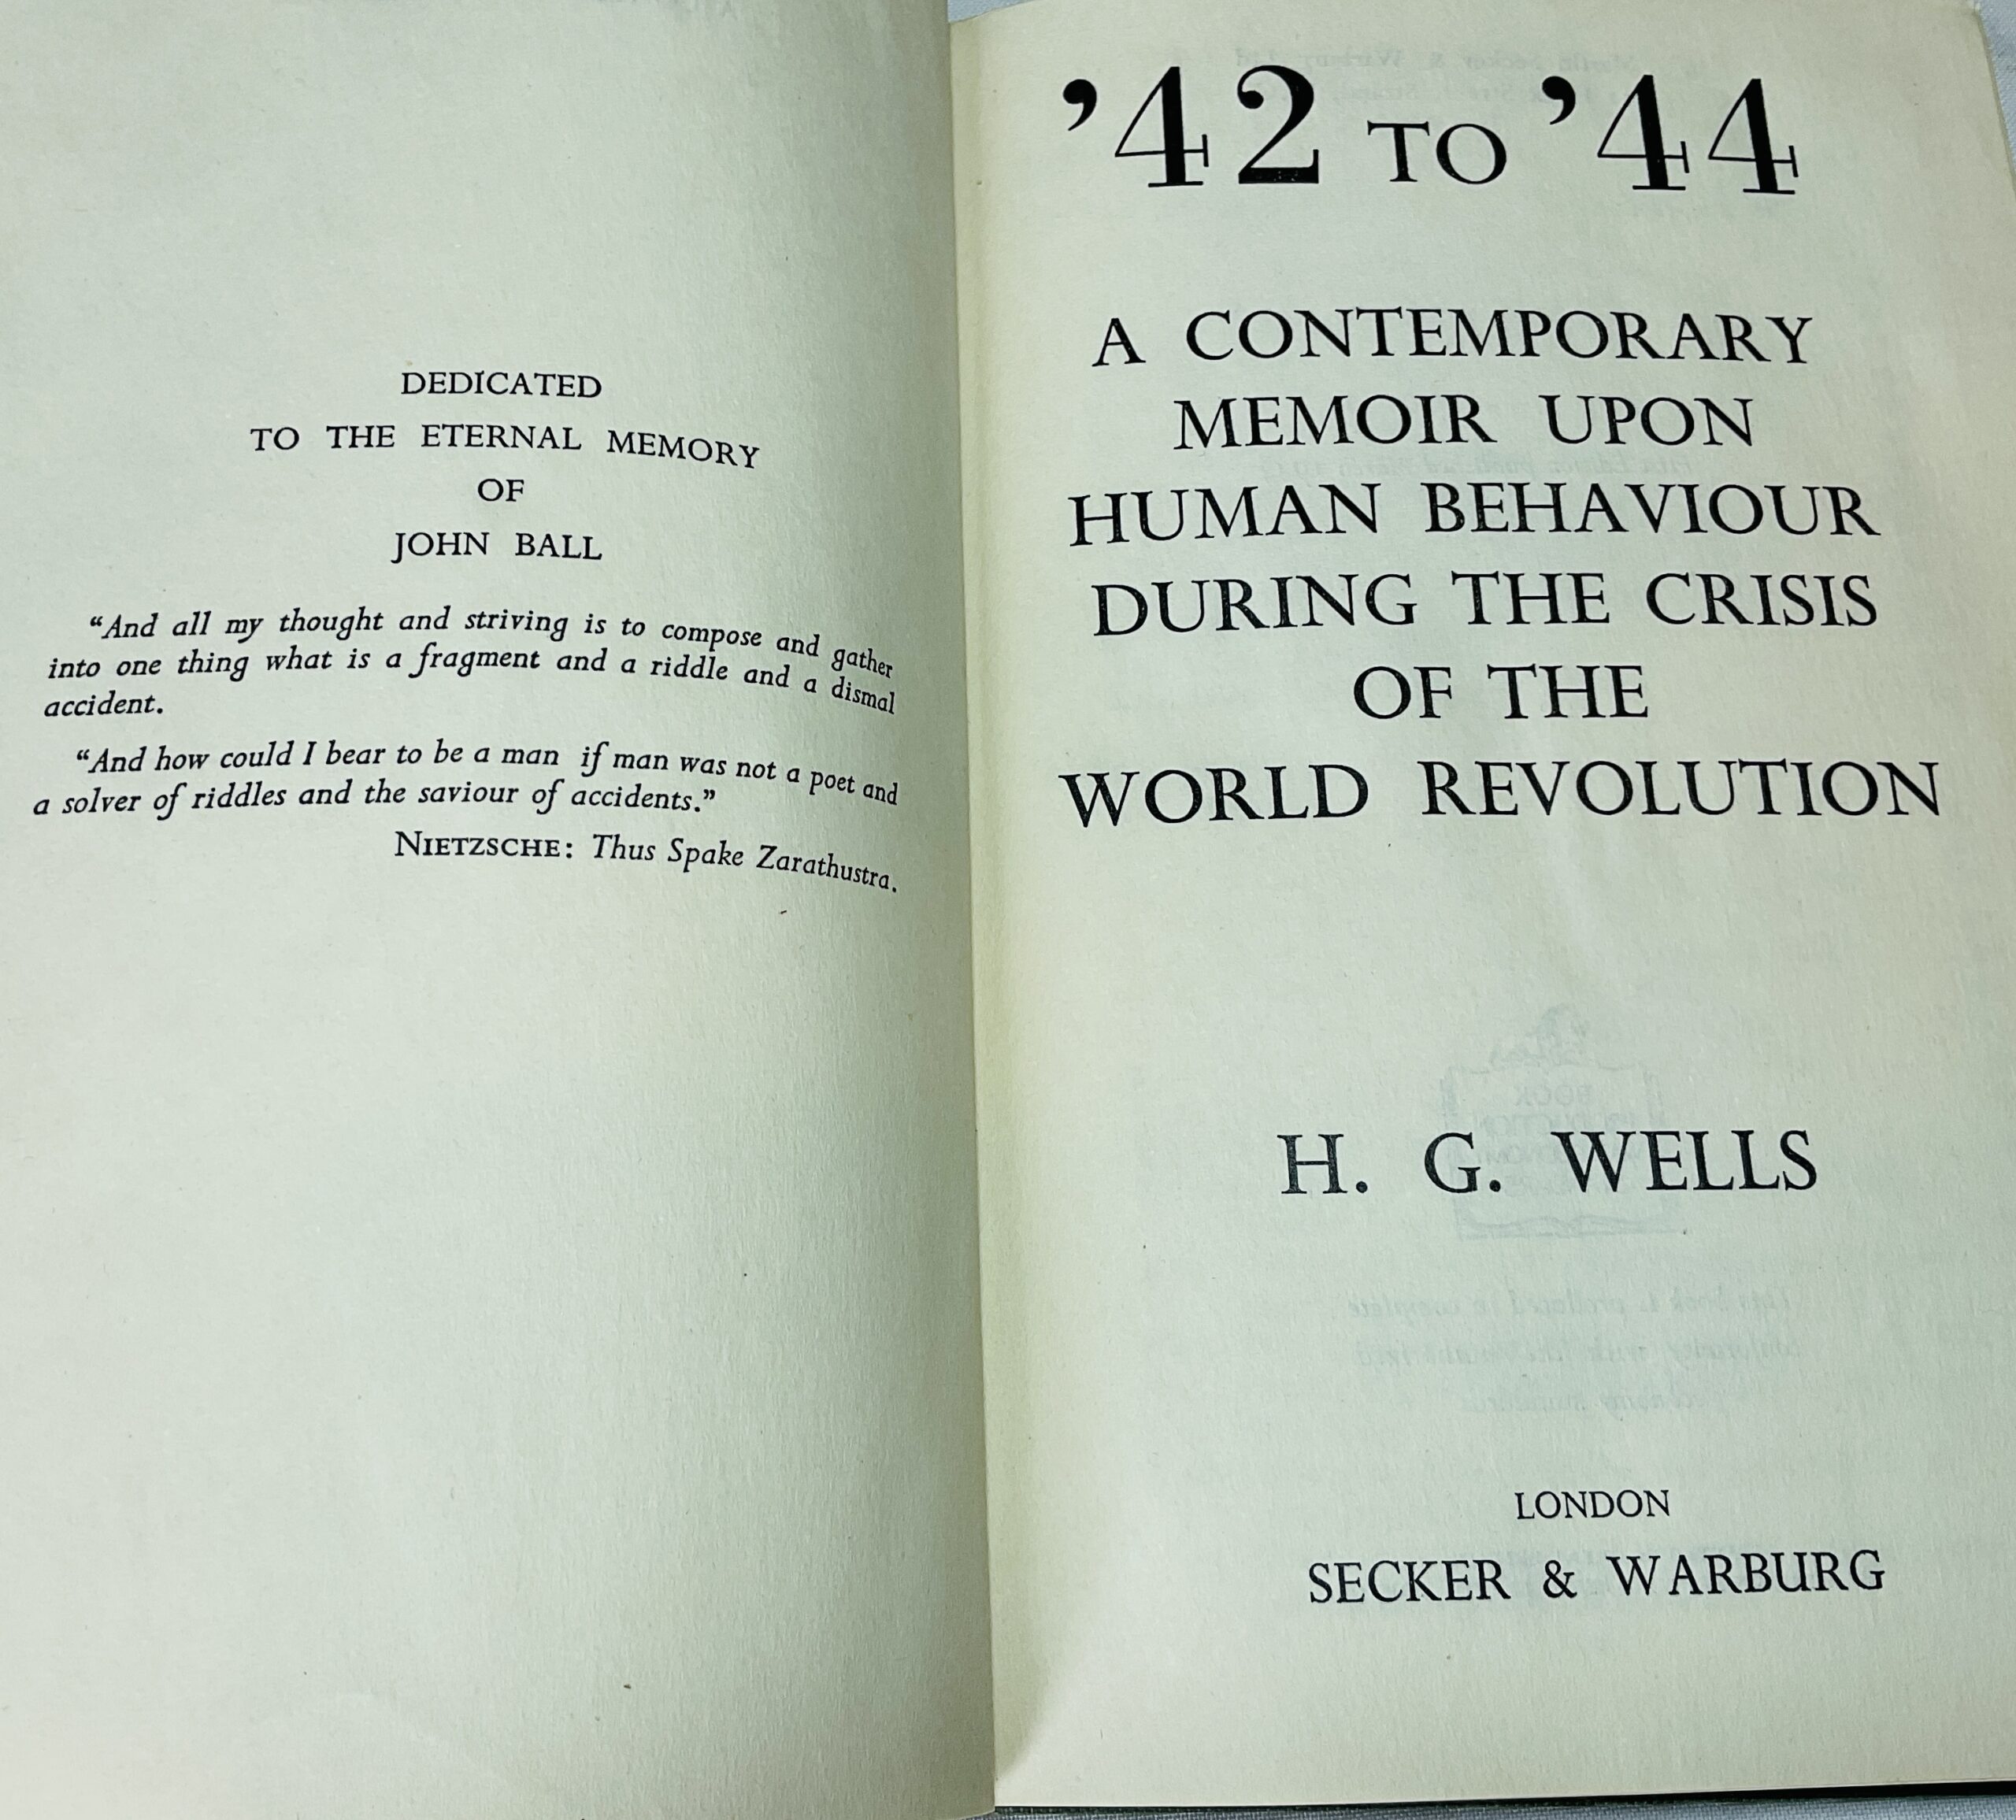 DEDICATED
TO THE ETERNAL MEMORY
OF
JOHN BALL
“And all my thought and striving is to compose and gather
into one thing what is a fragment and a riddle and a dismal
accident.
“And how could I bear to be a man if man was not a poet and
a solver of riddles and the saviour of accidents.”
NIETZSCHE: Thus Spake Zarathustra.
’42 TO ’44
A CONTEMPORARY
MEMOIR UPON
HUMAN BEHAVIOUR
DURING THE CRISIS
OF THE
WORLD REVOLUTION
H. G. WELLS
LONDON
SECKER & WARBURG